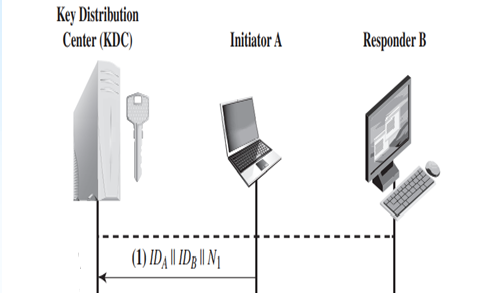 Key Distribution
Center (KDC)
Initiator A
Responder B
(1) ID_A || ID_B || N_1